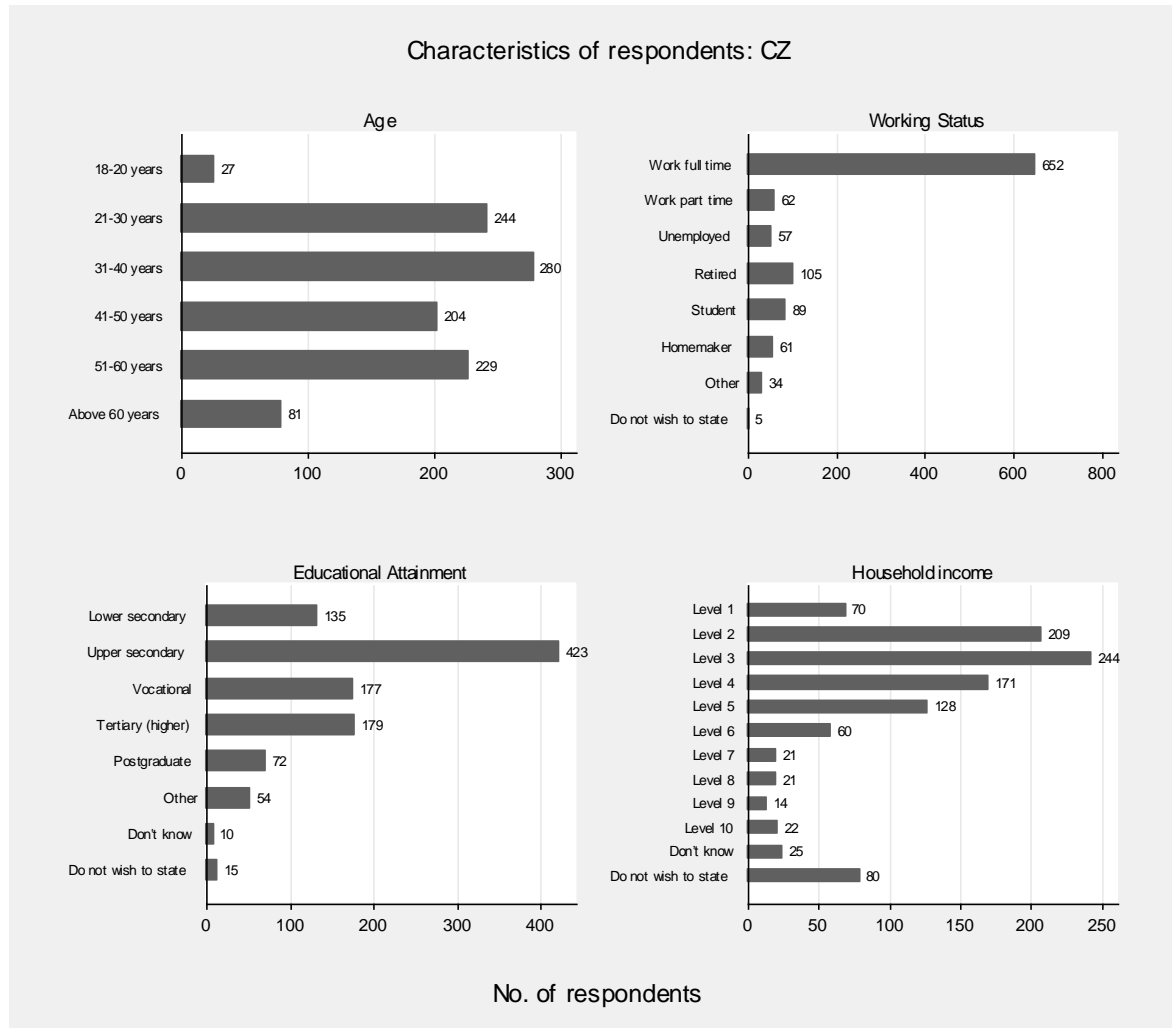 Characteristics of respondents: CZ
Age
18-20 years 27
21-30 years 244
31-40 years 280
41-50 years 204
51-60 years 229
Above 60 years 81
0 100 200 300
Working Status
Work full time 652
Work part time 62
Unemployed 57
Retired 105
Student 89
Homemaker 61
Other 34
Do not wish to state 5
0 200 400 600 800
Educational Attainment
Lower secondary 135
Upper secondary 423
Vocational 177
Tertiary (higher) 179
Postgraduate 72
Other 54
Don't know 10
Do not wish to state 15
0 100 200 300 400
Household income
Level 1 70
Level 2 209
Level 3 244
Level 4 171
Level 5 128
Level 6 60
Level 7 21
Level 8 21
Level 9 14
Level 10 22
Don't know 25
Do not wish to state 80
0 50 100 150 200 250
No. of respondents